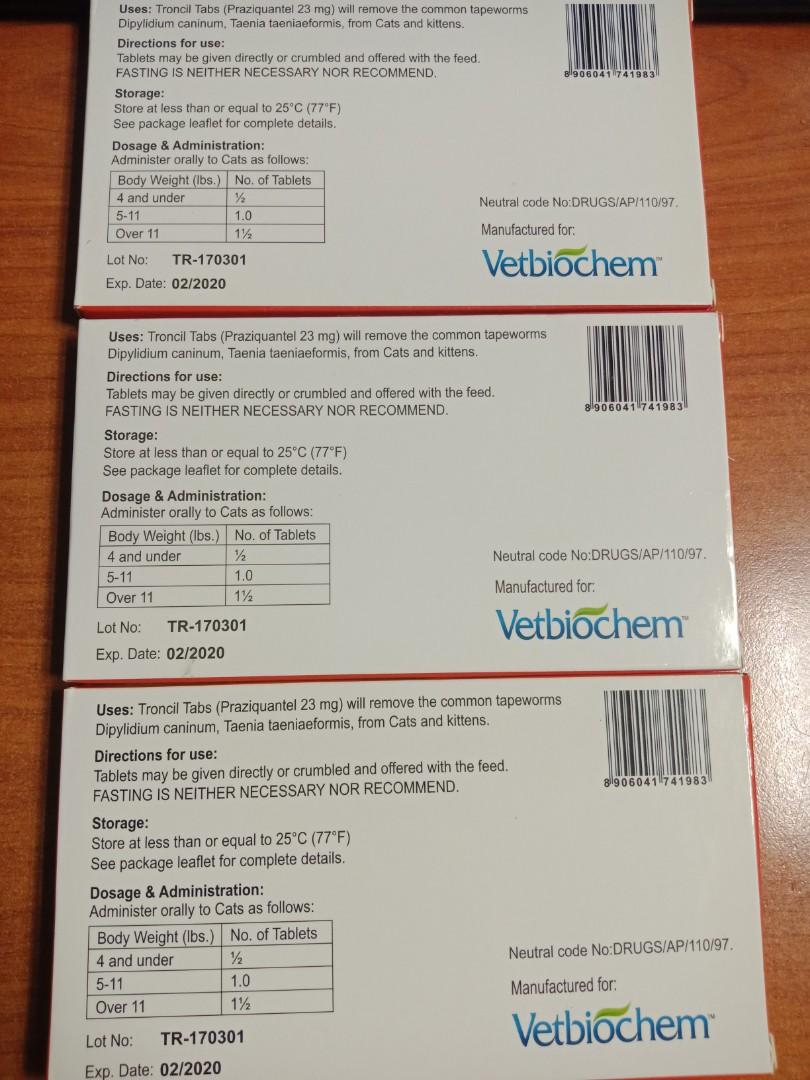 Uses: Troncil Tabs (Praziquantel 23 mg) will remove the common tapeworms
Dipylidium caninum, Taenia taeniaeformis, from Cats and kittens.
8 906041 741983
Directions for use:
Tablets may be given directly or crumbled and offered with the feed.
FASTING IS NEITHER NECESSARY NOR RECOMMEND.
Storage:
Store at less than or equal to 25°C (77°F)
See package leaflet for complete details.
Dosage & Administration:
Administer orally to Cats as follows:
Body Weight (lbs.) No. of Tablets
4 and under ½
5-11 1.0
Over 11 1½
Lot No: TR-170301
Exp. Date: 02/2020
Neutral code No:DRUGS/AP/110/97.
Manufactured for:
Vetbiochem™
Uses: Troncil Tabs (Praziquantel 23 mg) will remove the common tapeworms
Dipylidium caninum, Taenia taeniaeformis, from Cats and kittens.
8 906041 741983
Directions for use:
Tablets may be given directly or crumbled and offered with the feed.
FASTING IS NEITHER NECESSARY NOR RECOMMEND.
Storage:
Store at less than or equal to 25°C (77°F)
See package leaflet for complete details.
Dosage & Administration:
Administer orally to Cats as follows:
Body Weight (lbs.) No. of Tablets
4 and under ½
5-11 1.0
Over 11 1½
Lot No: TR-170301
Exp. Date: 02/2020
Neutral code No:DRUGS/AP/110/97.
Manufactured for:
Vetbiochem™
Uses: Troncil Tabs (Praziquantel 23 mg) will remove the common tapeworms
Dipylidium caninum, Taenia taeniaeformis, from Cats and kittens.
8 906041 741983
Directions for use:
Tablets may be given directly or crumbled and offered with the feed.
FASTING IS NEITHER NECESSARY NOR RECOMMEND.
Storage:
Store at less than or equal to 25°C (77°F)
See package leaflet for complete details.
Dosage & Administration:
Administer orally to Cats as follows:
Body Weight (lbs.) No. of Tablets
4 and under ½
5-11 1.0
Over 11 1½
Lot No: TR-170301
Exp. Date: 02/2020
Neutral code No:DRUGS/AP/110/97.
Manufactured for:
Vetbiochem™